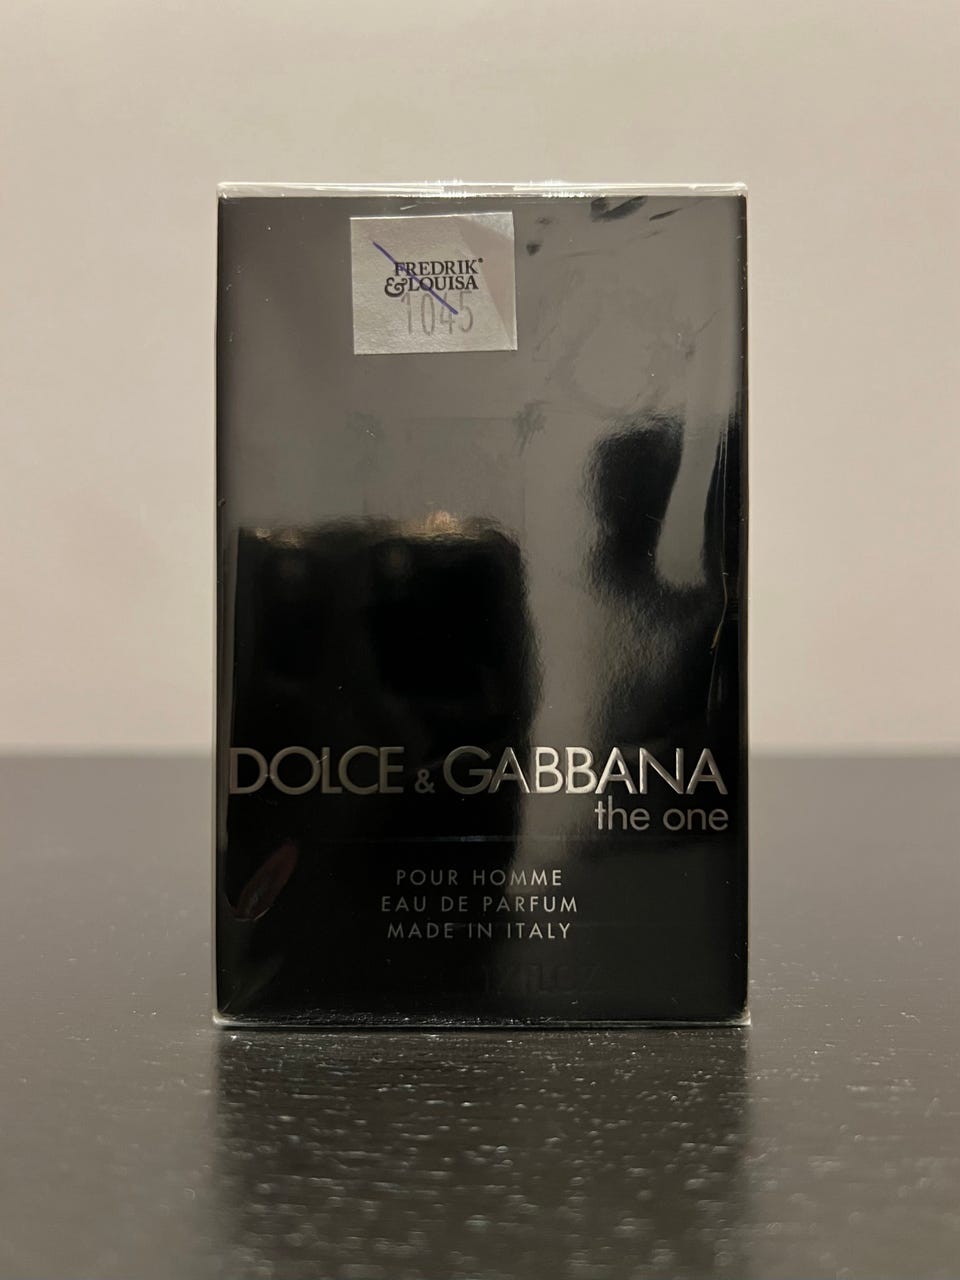 FREDRIK
&LOUISA
1045
DOLCE & GABBANA
the one
POUR HOMME
EAU DE PARFUM
MADE IN ITALY